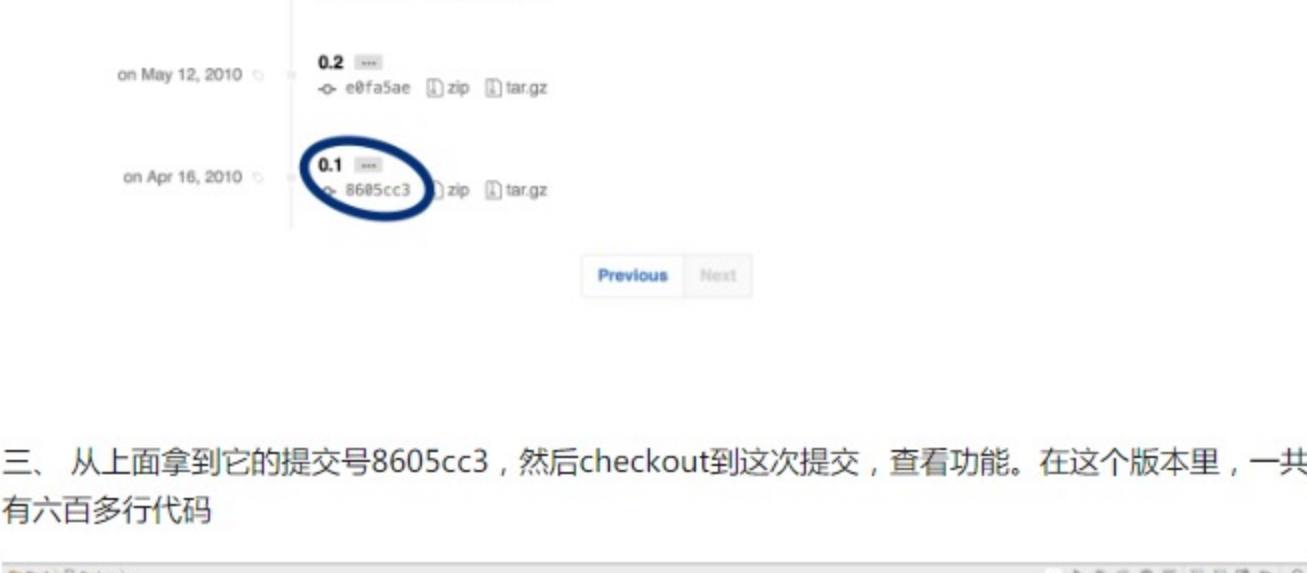 0.2 ...
on May 12, 2010
e0fa5ae zip tar.gz
0.1 ...
on Apr 16, 2010
8605cc3 zip tar.gz
Previous Next
三、 从上面拿到它的提交号8605cc3，然后checkout到这次提交，查看功能。在这个版本里，一共
有六百多行代码